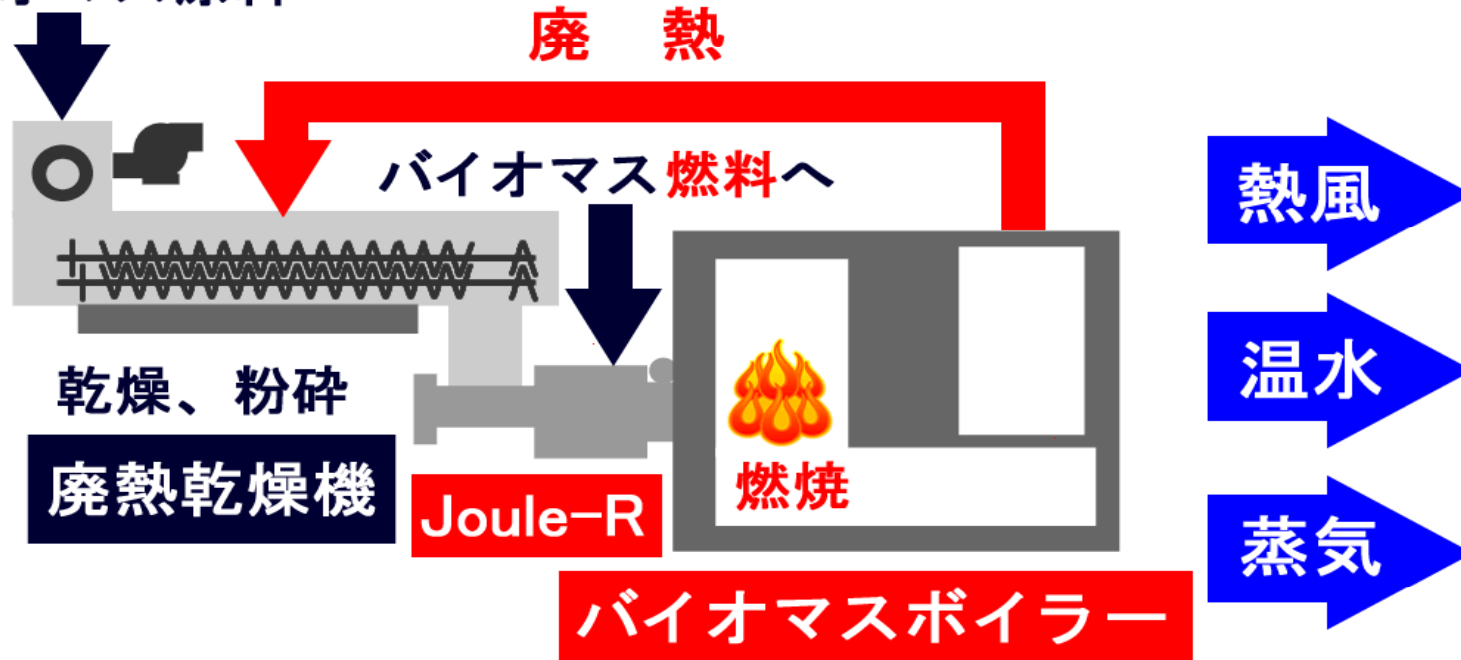 廃　熱
バイオマス燃料へ
熱風
温水
乾燥、粉砕
廃熱乾燥機
Joule-R
燃焼
蒸気
バイオマスボイラー